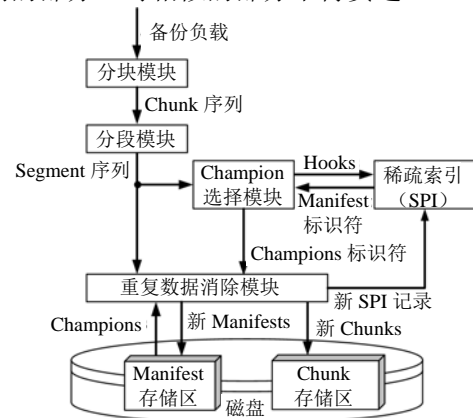 备份负载
分块模块
Chunk 序列
分段模块
Segment 序列
Champion
选择模块
Hooks
Manifest
标识符
稀疏索引
(SPI)
Champions 标识符
重复数据消除模块
新 SPI 记录
Champions
新 Manifests
新 Chunks
Manifest
存储区
Chunk
存储区
磁盘